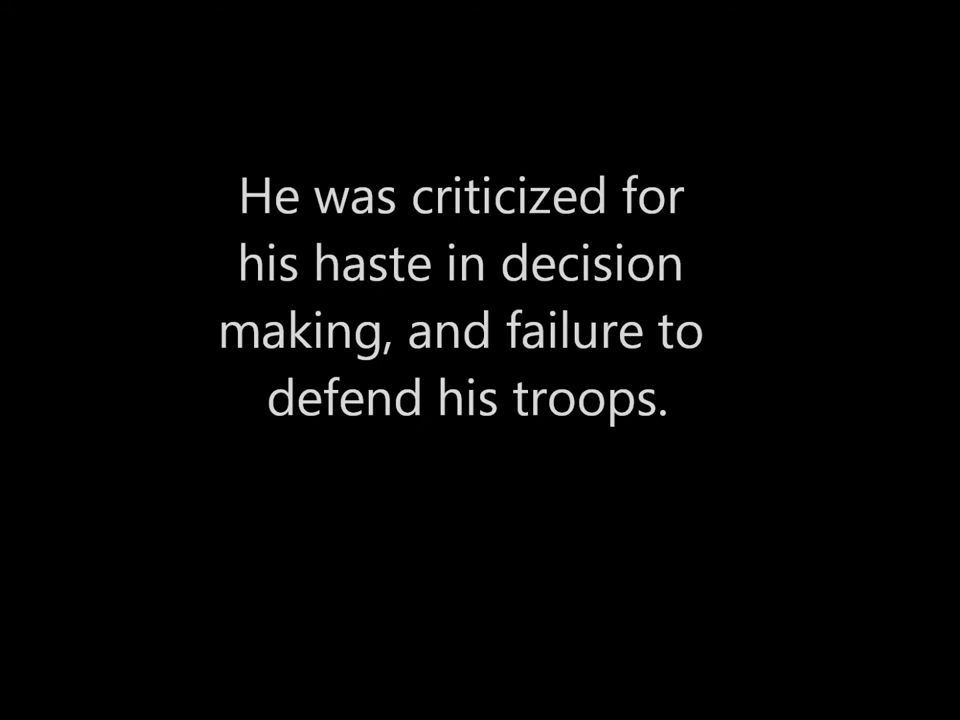 He was criticized for
his haste in decision
making, and failure to
defend his troops.